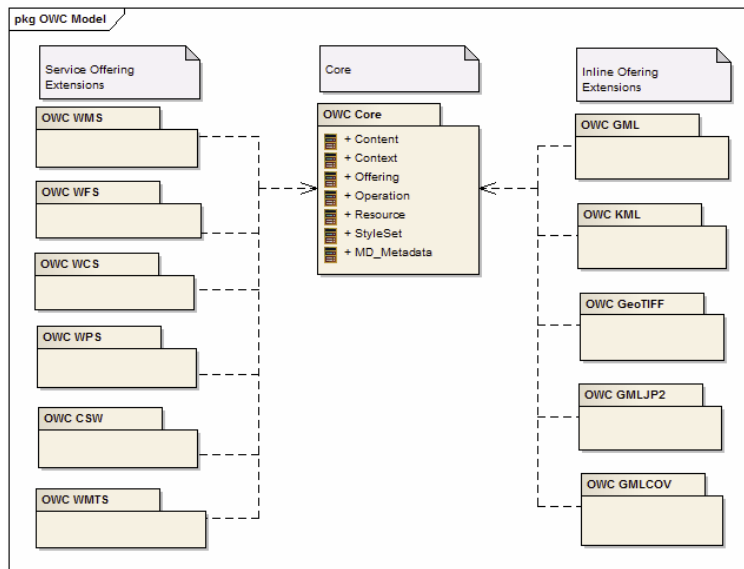 pkg OWC Model
Service Offering
Extensions
OWC WMS
OWC WFS
OWC WCS
OWC WPS
OWC CSW
OWC WMTS
Core
OWC Core
+ Content
+ Context
+ Offering
+ Operation
+ Resource
+ StyleSet
+ MD_Metadata
Inline Ofering
Extensions
OWC GML
OWC KML
OWC GeoTIFF
OWC GMLJP2
OWC GMLCOV